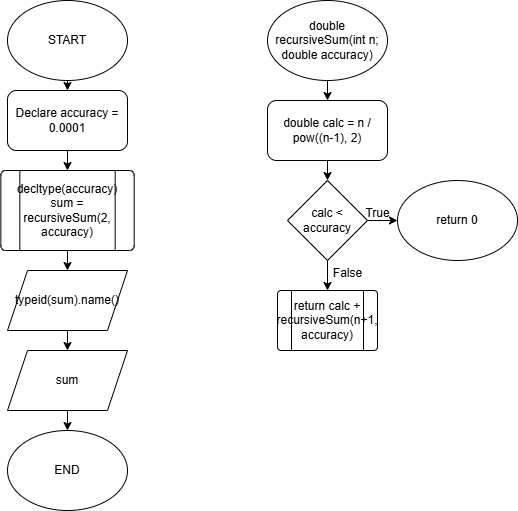 START
Declare accuracy =
0.0001
decltype(accuracy)
sum =
recursiveSum(2,
accuracy)
typeid(sum).name()
sum
END
double
recursiveSum(int n;
double accuracy)
double calc = n /
pow((n-1), 2)
calc <
accuracy
True
return 0
False
return calc +
recursiveSum(n+1,
accuracy)